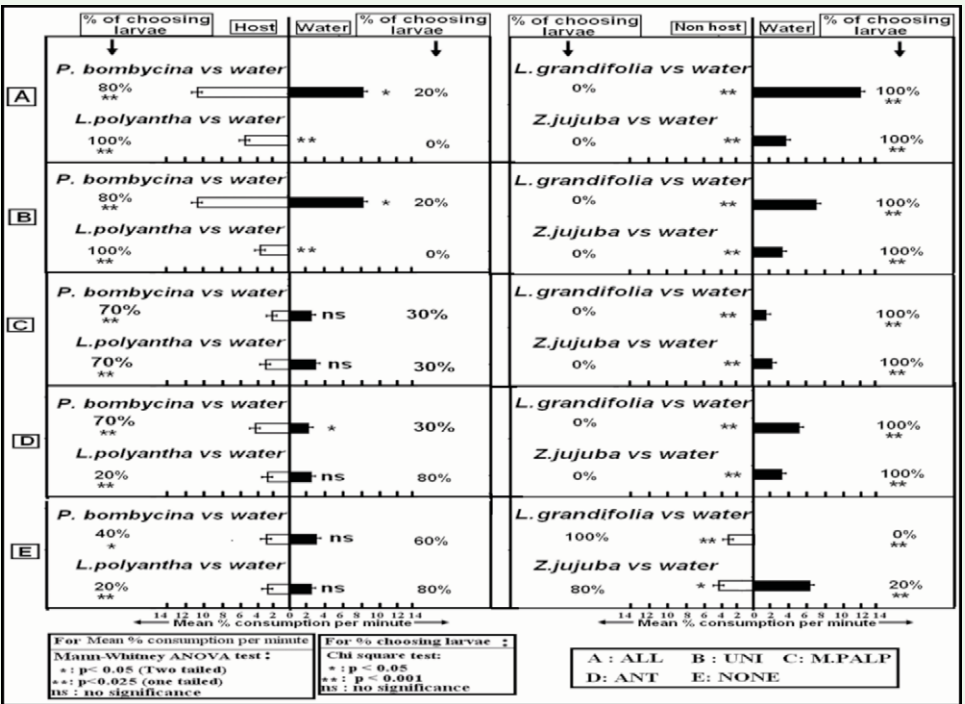 % of choosing larvae Host Water % of choosing larvae % of choosing larvae Non host Water % of choosing larvae
A
P. bombycina vs water
80% ** * 20%
L.polyantha vs water
100% ** ** 0%
L.grandifolia vs water
0% ** 100% **
Z.jujuba vs water
0% ** 100% **
B
P. bombycina vs water
80% ** * 20%
L.polyantha vs water
100% ** ** 0%
L.grandifolia vs water
0% ** 100% **
Z.jujuba vs water
0% ** 100% **
C
P. bombycina vs water
70% ** ns 30%
L.polyantha vs water
70% ** ns 30%
L.grandifolia vs water
0% ** 100% **
Z.jujuba vs water
0% ** 100% **
D
P. bombycina vs water
70% ** * 30%
L.polyantha vs water
20% ** ns 80%
L.grandifolia vs water
0% ** 100% **
Z.jujuba vs water
0% ** 100% **
E
P. bombycina vs water
40% * ns 60%
L.polyantha vs water
20% ** ns 80%
L.grandifolia vs water
100% ** 0% **
Z.jujuba vs water
80% * 20% **
14 12 10 8 6 4 2 0 2 4 6 8 10 12 14
Mean % consumption per minute
14 12 10 8 6 4 2 0 2 4 6 8 10 12 14
Mean % consumption per minute
For Mean % consumption per minute
Mann-Whitney ANOVA test :
* : p< 0.05 (Two tailed)
**: p<0.025 (one tailed)
ns : no significance
For % choosing larvae :
Chi square test:
* : p < 0.05
** : p < 0.001
ns : no significance
A : ALL B : UNI C: M.PALP
D: ANT E: NONE